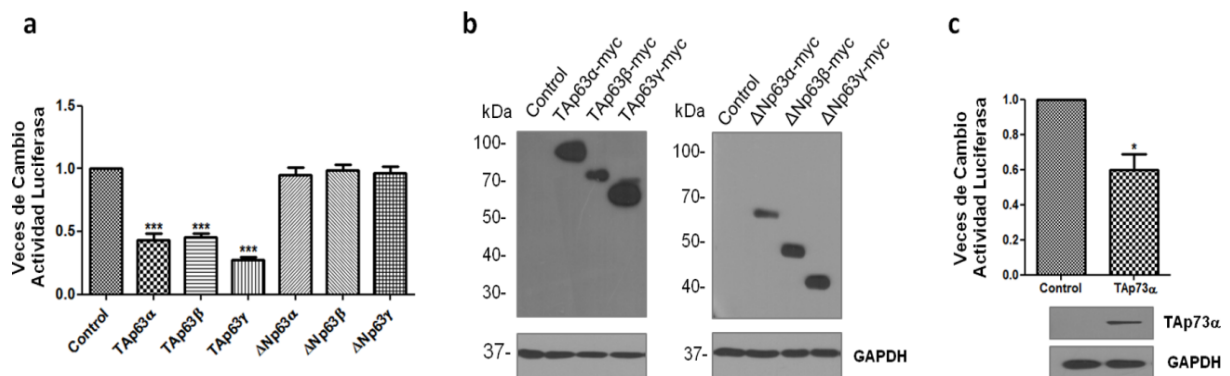 a
Veces de Cambio
Actividad Luciferasa
1.5
1.0
0.5
0.0
***
***
***
Control
TAp63α
TAp63β
TAp63γ
ΔNp63α
ΔNp63β
ΔNp63γ
b
kDa
Control
TAp63α-myc
TAp63β-myc
TAp63γ-myc
100-
70-
50-
40-
30-
37-
kDa
Control
ΔNp63α-myc
ΔNp63β-myc
ΔNp63γ-myc
100-
70-
50-
40-
37-
GAPDH
c
Veces de Cambio
Actividad Luciferasa
1.0
0.8
0.6
0.4
0.2
0.0
*
Control
TAp73α
TAp73α
GAPDH